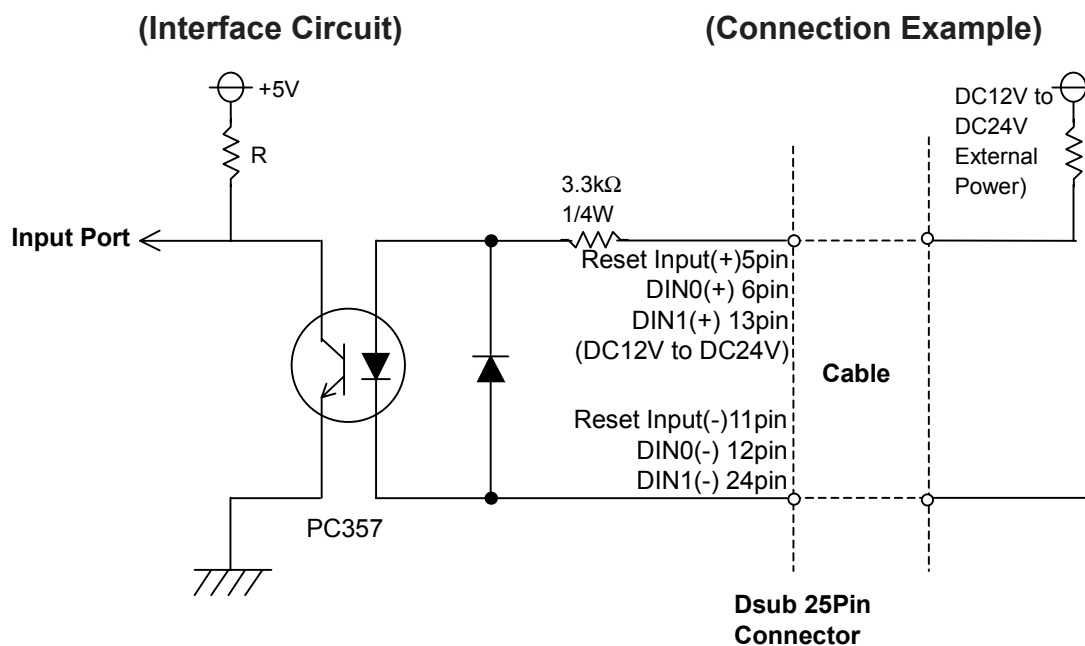 (Interface Circuit)
(Connection Example)
+5V
R
DC12V to
DC24V
External
Power)
3.3kΩ
1/4W
Input Port
Reset Input(+)5pin
DIN0(+) 6pin
DIN1(+) 13pin
(DC12V to DC24V)
Cable
Reset Input(-)11pin
DIN0(-) 12pin
DIN1(-) 24pin
PC357
Dsub 25Pin
Connector